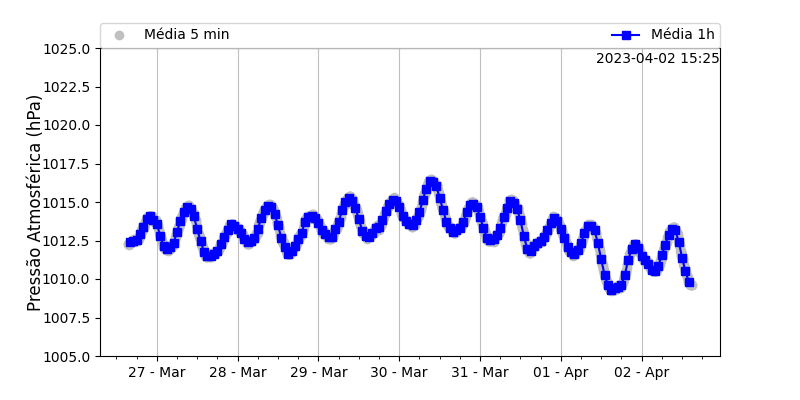 Média 5 min
Média 1h
2023-04-02 15:25
Pressão Atmosférica (hPa)
1025.0
1022.5
1020.0
1017.5
1015.0
1012.5
1010.0
1007.5
1005.0
27 - Mar
28 - Mar
29 - Mar
30 - Mar
31 - Mar
01 - Apr
02 - Apr